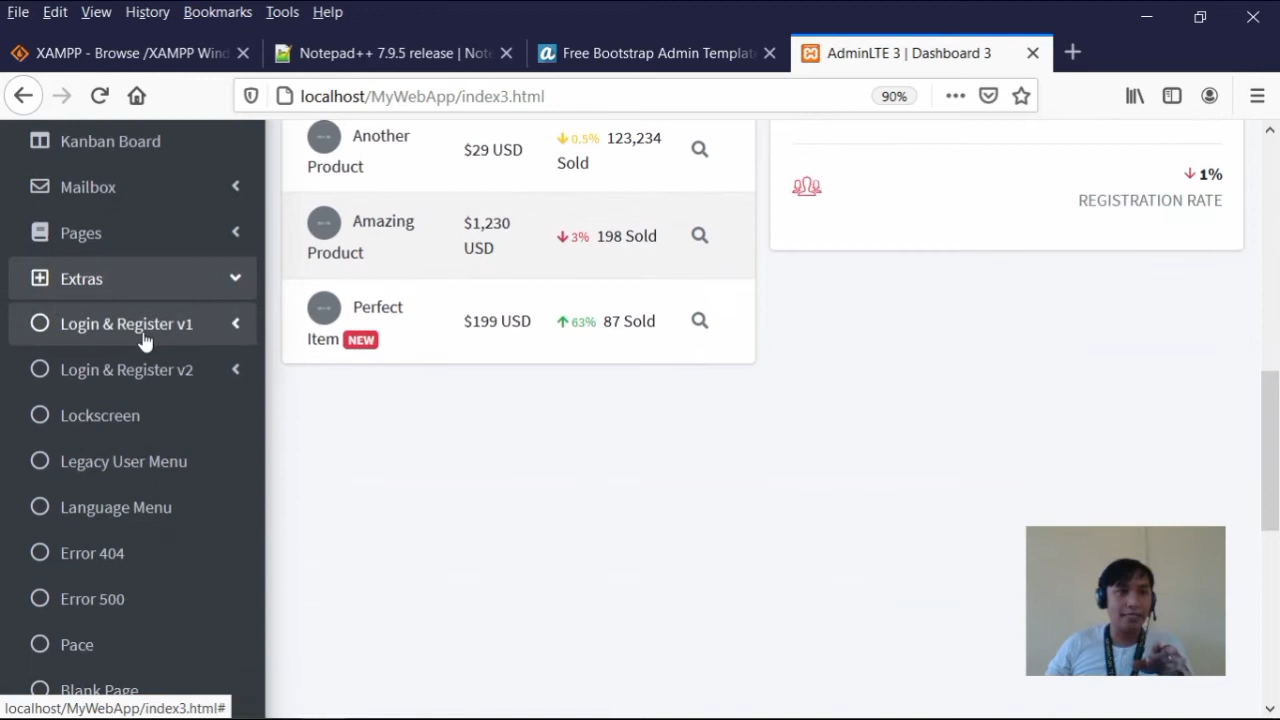 File Edit View History Bookmarks Tools Help
XAMPP - Browse /XAMPP Wind
Notepad++ 7.9.5 release | Note
Free Bootstrap Admin Templat
AdminLTE 3 | Dashboard 3
localhost/MyWebApp/index3.html
90%
Kanban Board
Mailbox
Pages
Extras
Login & Register v1
Login & Register v2
Lockscreen
Legacy User Menu
Language Menu
Error 404
Error 500
Pace
Blank Page
localhost/MyWebApp/index3.html#
Another
Product
$29 USD
0.5% 123,234
Sold
Amazing
Product
$1,230
USD
3% 198 Sold
Perfect
Item NEW
$199 USD
63% 87 Sold
1%
REGISTRATION RATE